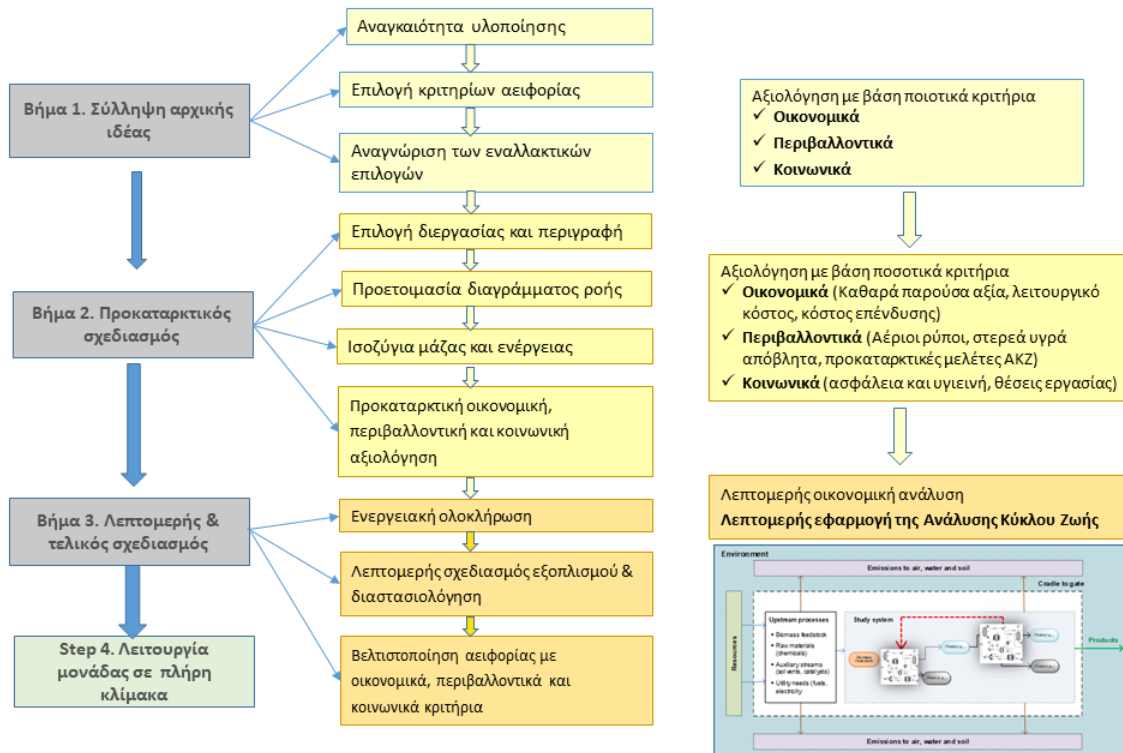 Βήμα 1. Σύλληψη αρχικής
ιδέας
Βήμα 2. Προκαταρκτικός
σχεδιασμός
Βήμα 3. Λεπτομερής &
τελικός σχεδιασμός
Step 4. Λειτουργία
μονάδας σε πλήρη
κλίμακα
Αναγκαιότητα υλοποίησης
Επιλογή κριτηρίων αειφορίας
Αναγνώριση των εναλλακτικών
επιλογών
Επιλογή διεργασίας και περιγραφή
Προετοιμασία διαγράμματος ροής
Ισοζύγια μάζας και ενέργειας
Προκαταρκτική οικονομική,
περιβαλλοντική και κοινωνική
αξιολόγηση
Ενεργειακή ολοκλήρωση
Λεπτομερής σχεδιασμός εξοπλισμού &
διαστασιολόγηση
Βελτιστοποίηση αειφορίας με
οικονομικά, περιβαλλοντικά και
κοινωνικά κριτήρια
Αξιολόγηση με βάση ποιοτικά κριτήρια
✓ Οικονομικά
✓ Περιβαλλοντικά
✓ Κοινωνικά
Αξιολόγηση με βάση ποσοτικά κριτήρια
✓ Οικονομικά (Καθαρά παρούσα αξία, λειτουργικό
κόστος, κόστος επένδυσης)
✓ Περιβαλλοντικά (Αέριοι ρύποι, στερεά υγρά
απόβλητα, προκαταρκτικές μελέτες ΑΚΖ)
✓ Κοινωνικά (ασφάλεια και υγιεινή, θέσεις εργασίας)
Λεπτομερής οικονομική ανάλυση
Λεπτομερής εφαρμογή της Ανάλυσης Κύκλου Ζωής
Environment
Emissions to air, water and soil
Cradle to gate
Resources
Upstream processes
• Biomass feedstock
• Raw materials
(chemicals)
• Auxiliary streams
(solvents, catalysts)
• Utility needs (fuels,
electricity
Study system
Products
Emissions to air, water and soil